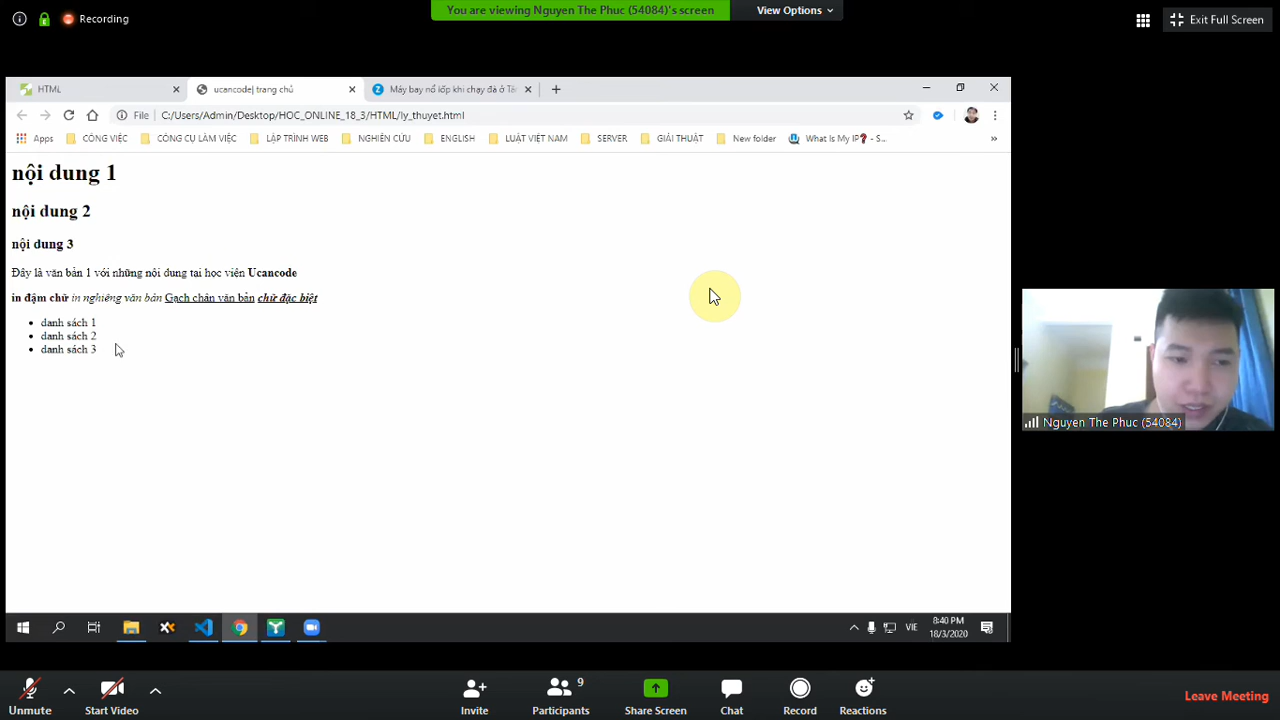 Recording
You are viewing Nguyen The Phuc (54084)'s screen
View Options
Exit Full Screen
HTML
ucancode| trang chủ
Máy bay nổ lốp khi chạy đà ở Tâ
File
C:/Users/Admin/Desktop/HOC_ONLINE_18_3/HTML/ly_thuyet.html
Apps
CÔNG VIỆC
CÔNG CỤ LÀM VIỆC
LẬP TRÌNH WEB
NGHIÊN CỨU
ENGLISH
LUẬT VIỆT NAM
SERVER
GIẢI THUẬT
New folder
What Is My IP❓ - S...
»
nội dung 1
nội dung 2
nội dung 3
Đây là văn bản 1 với những nội dung tại học viên Ucancode
in đậm chữ in nghiêng văn bản Gạch chân văn bản chữ đặc biệt
• danh sách 1
• danh sách 2
• danh sách 3
Nguyen The Phuc (54084)
VIE
8:40 PM
18/3/2020
Unmute
Start Video
Invite
9
Participants
Share Screen
Chat
Record
Reactions
Leave Meeting